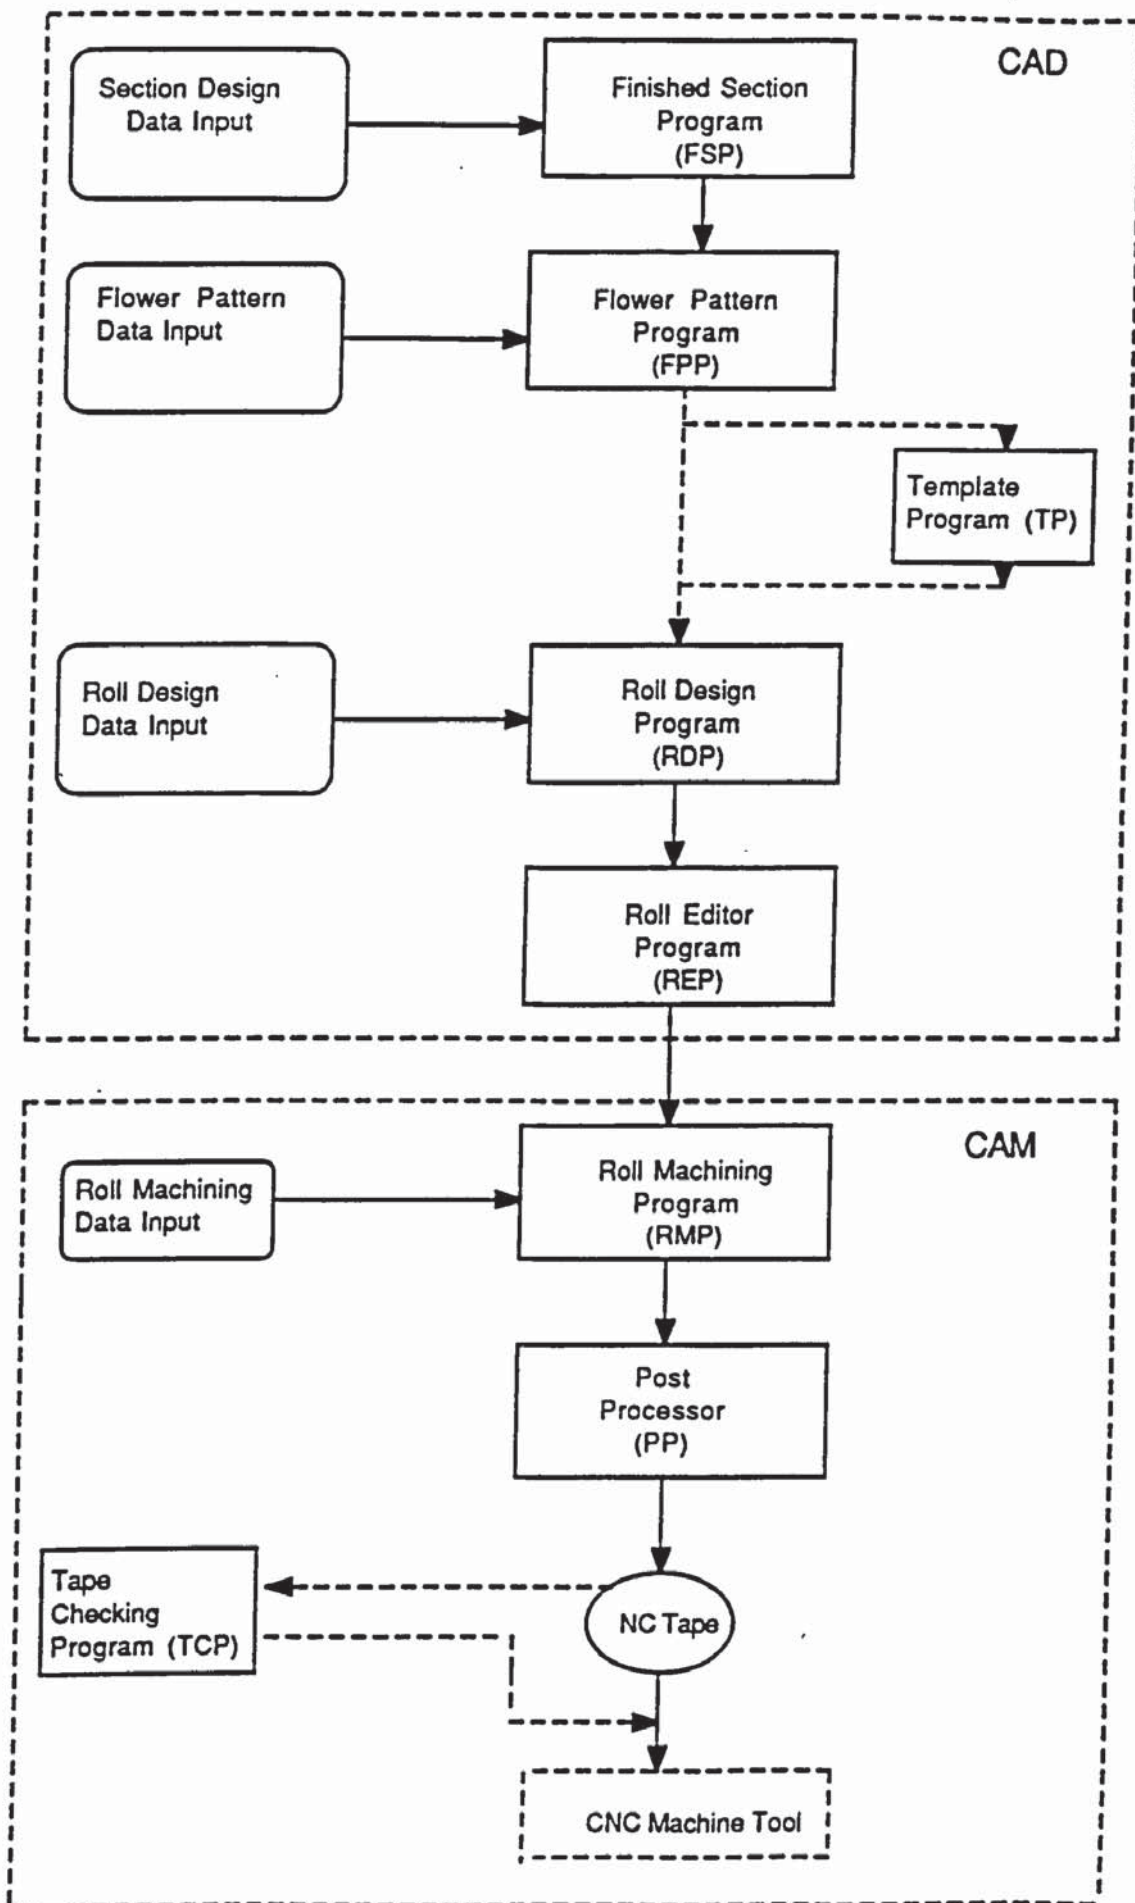 CAD
Section Design
Data Input
Finished Section
Program
(FSP)
Flower Pattern
Data Input
Flower Pattern
Program
(FPP)
Template
Program (TP)
Roll Design
Data Input
Roll Design
Program
(RDP)
Roll Editor
Program
(REP)
CAM
Roll Machining
Data Input
Roll Machining
Program
(RMP)
Post
Processor
(PP)
Tape
Checking
Program (TCP)
NC Tape
CNC Machine Tool